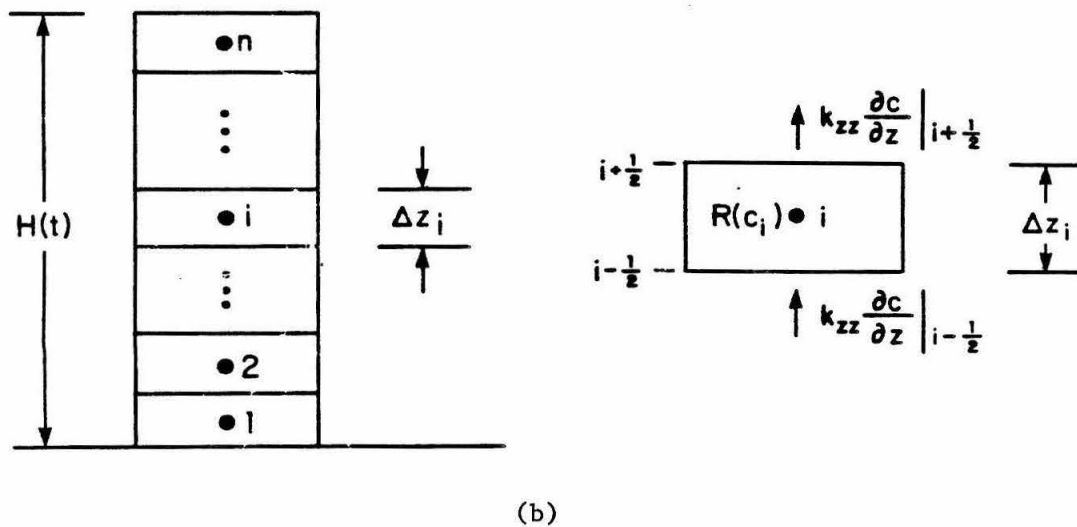 n
H(t)
i
Δz_i
2
1
k_zz ∂c/∂z |_{i+1/2}
i+1/2
R(c_i) i
Δz_i
i-1/2
k_zz ∂c/∂z |_{i-1/2}
(b)